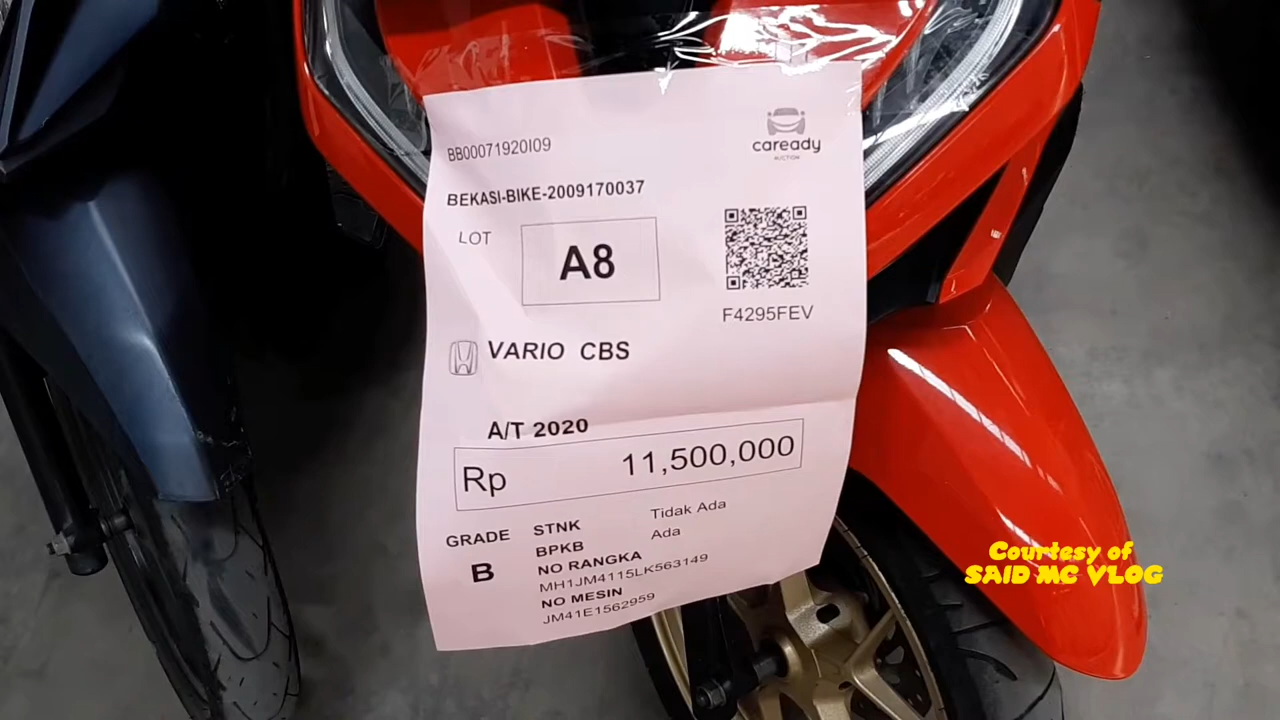 BB00071920I09
caready
AUCTION
BEKASI-BIKE-2009170037
LOT
A8
F4295FEV
VARIO CBS
A/T 2020
Rp 11,500,000
GRADE
B
STNK Tidak Ada
BPKB Ada
NO RANGKA
MH1JM4115LK563149
NO MESIN
JM41E1562959
Courtesy of
SAID MC VLOG